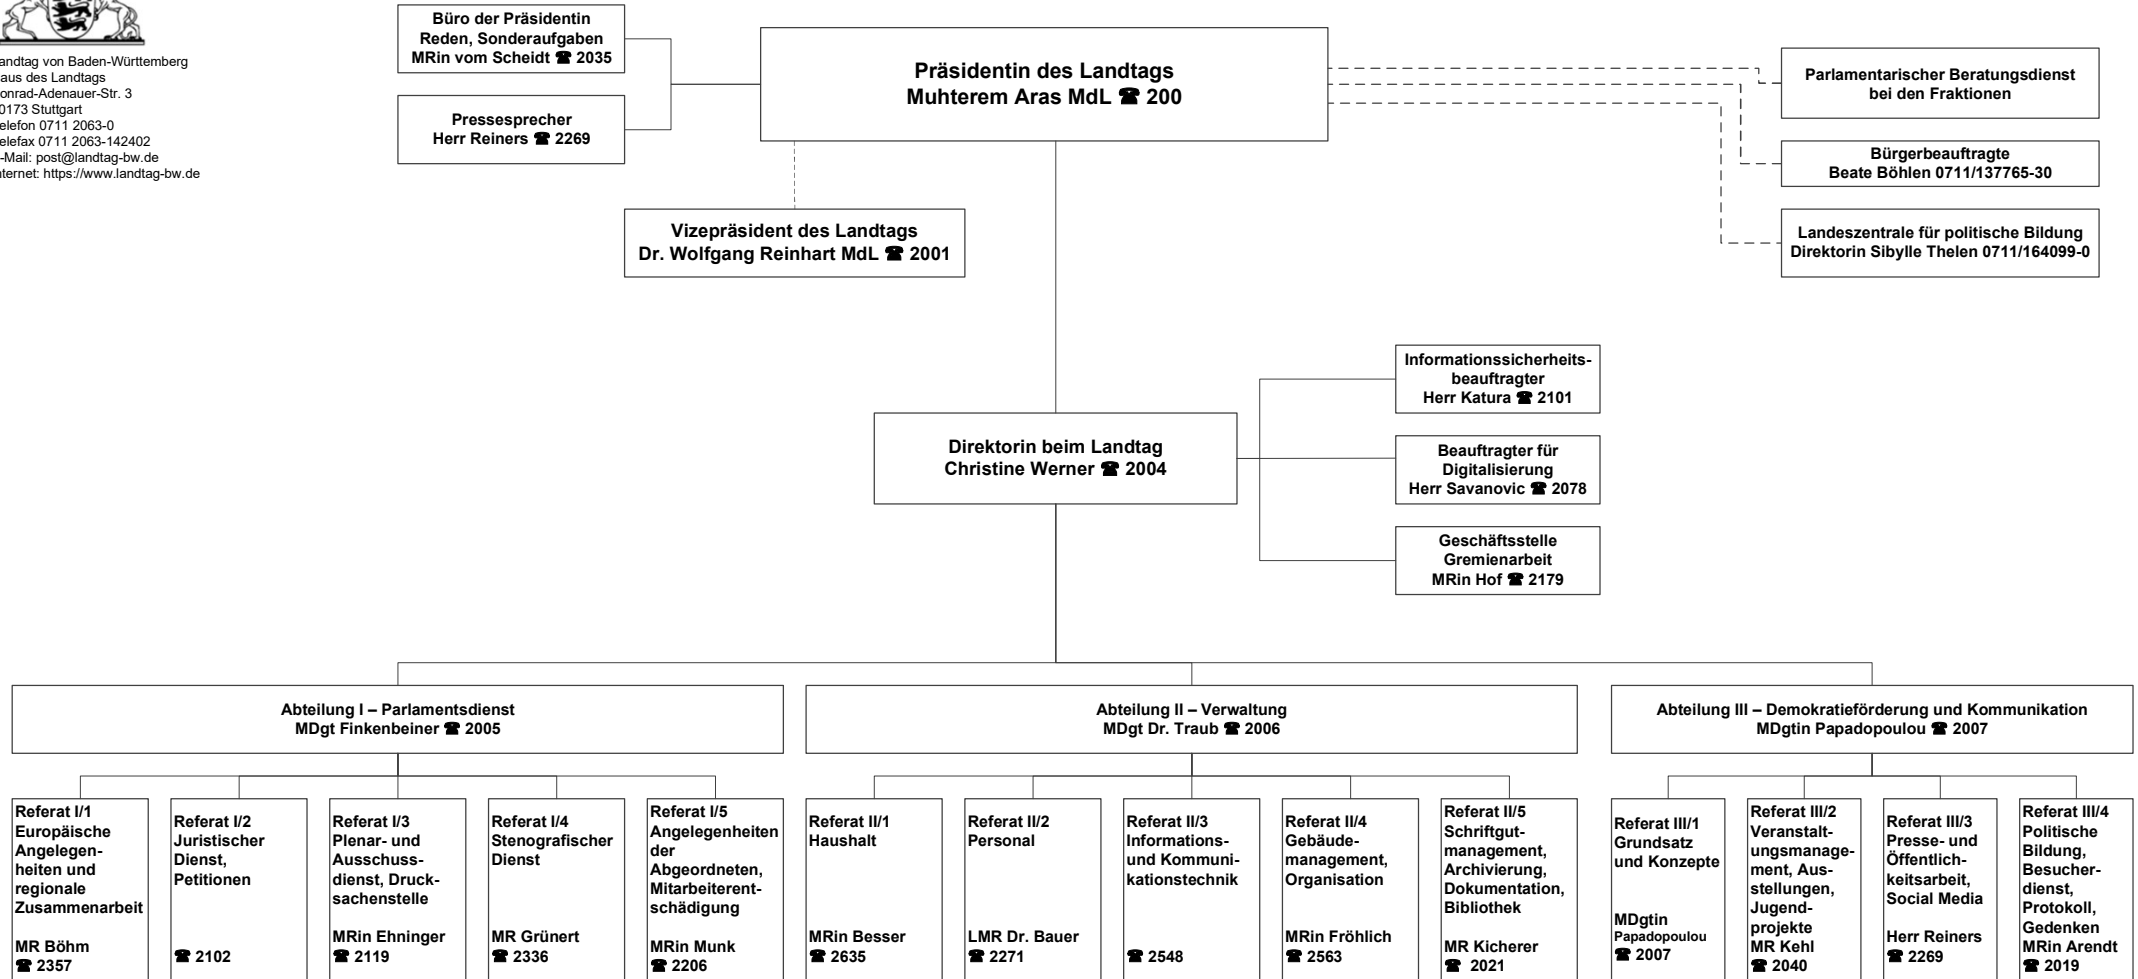 andtag von Baden-Württemberg
aus des Landtags
onrad-Adenauer-Str. 3
0173 Stuttgart
elefon 0711 2063-0
elefax 0711 2063-142402
-Mail: post@landtag-bw.de
nternet: https://www.landtag-bw.de
Büro der Präsidentin
Reden, Sonderaufgaben
MRin vom Scheidt ☎ 2035
Pressesprecher
Herr Reiners ☎ 2269
Präsidentin des Landtags
Muhterem Aras MdL ☎ 200
Parlamentarischer Beratungsdienst
bei den Fraktionen
Bürgerbeauftragte
Beate Böhlen 0711/137765-30
Landeszentrale für politische Bildung
Direktorin Sibylle Thelen 0711/164099-0
Vizepräsident des Landtags
Dr. Wolfgang Reinhart MdL ☎ 2001
Informationssicherheits-
beauftragter
Herr Katura ☎ 2101
Direktorin beim Landtag
Christine Werner ☎ 2004
Beauftragter für
Digitalisierung
Herr Savanovic ☎ 2078
Geschäftsstelle
Gremienarbeit
MRin Hof ☎ 2179
Abteilung I – Parlamentsdienst
MDgt Finkenbeiner ☎ 2005
Abteilung II – Verwaltung
MDgt Dr. Traub ☎ 2006
Abteilung III – Demokratieförderung und Kommunikation
MDgtin Papadopoulou ☎ 2007
Referat I/1
Europäische
Angelegen-
heiten und
regionale
Zusammenarbeit
MR Böhm
☎ 2357
Referat I/2
Juristischer
Dienst,
Petitionen
☎ 2102
Referat I/3
Plenar- und
Ausschuss-
dienst, Druck-
sachenstelle
MRin Ehninger
☎ 2119
Referat I/4
Stenografischer
Dienst
MR Grünert
☎ 2336
Referat I/5
Angelegenheiten
der
Abgeordneten,
Mitarbeiterent-
schädigung
MRin Munk
☎ 2206
Referat II/1
Haushalt
MRin Besser
☎ 2635
Referat II/2
Personal
LMR Dr. Bauer
☎ 2271
Referat II/3
Informations-
und Kommuni-
kationstechnik
☎ 2548
Referat II/4
Gebäude-
management,
Organisation
MRin Fröhlich
☎ 2563
Referat II/5
Schriftgut-
management,
Archivierung,
Dokumentation,
Bibliothek
MR Kicherer
☎ 2021
Referat III/1
Grundsatz
und Konzepte
MDgtin
Papadopoulou
☎ 2007
Referat III/2
Veranstalt-
ungsmanage-
ment, Aus-
stellungen,
Jugend-
projekte
MR Kehl
☎ 2040
Referat III/3
Presse- und
Öffentlich-
keitsarbeit,
Social Media
Herr Reiners
☎ 2269
Referat III/4
Politische
Bildung,
Besucher-
dienst,
Protokoll,
Gedenken
MRin Arendt
☎ 2019